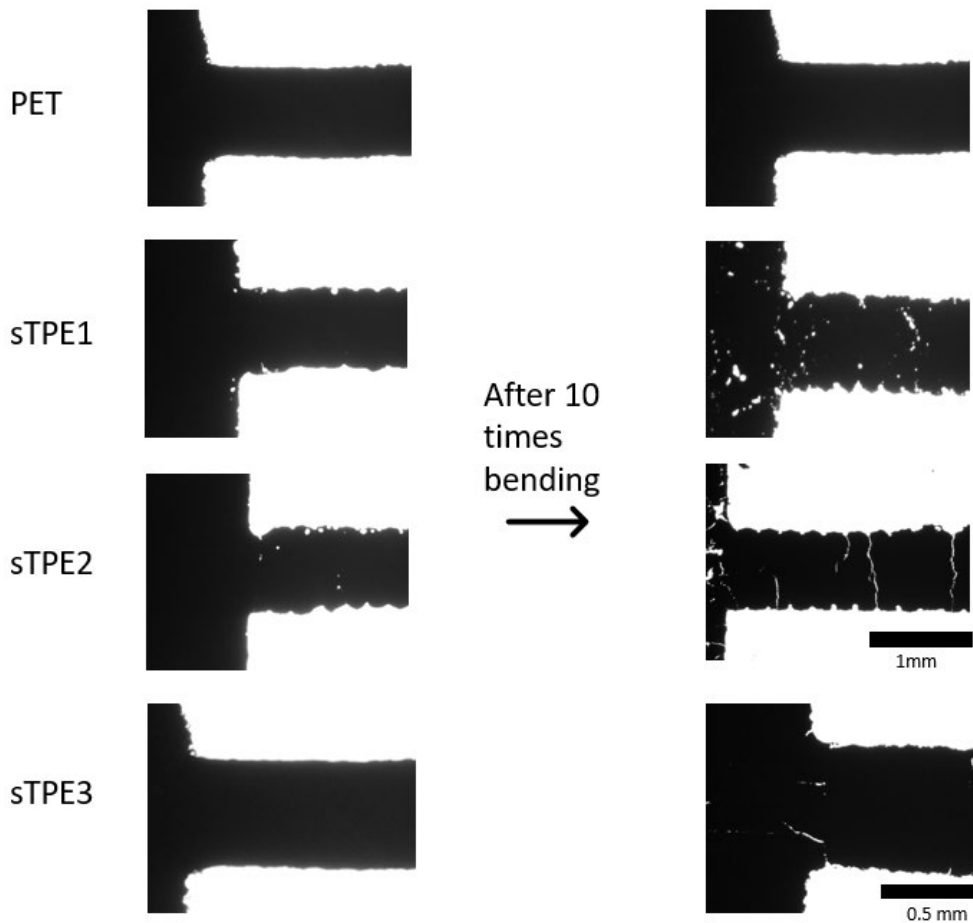 PET
sTPE1
After 10
times
bending
sTPE2
1mm
sTPE3
0.5 mm